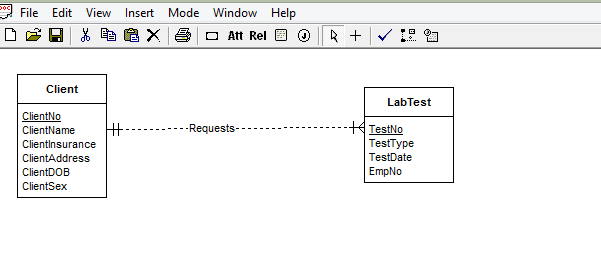 File Edit View Insert Mode Window Help
Att Rel J
Client
ClientNo
ClientName
ClientInsurance
ClientAddress
ClientDOB
ClientSex
Requests
LabTest
TestNo
TestType
TestDate
EmpNo